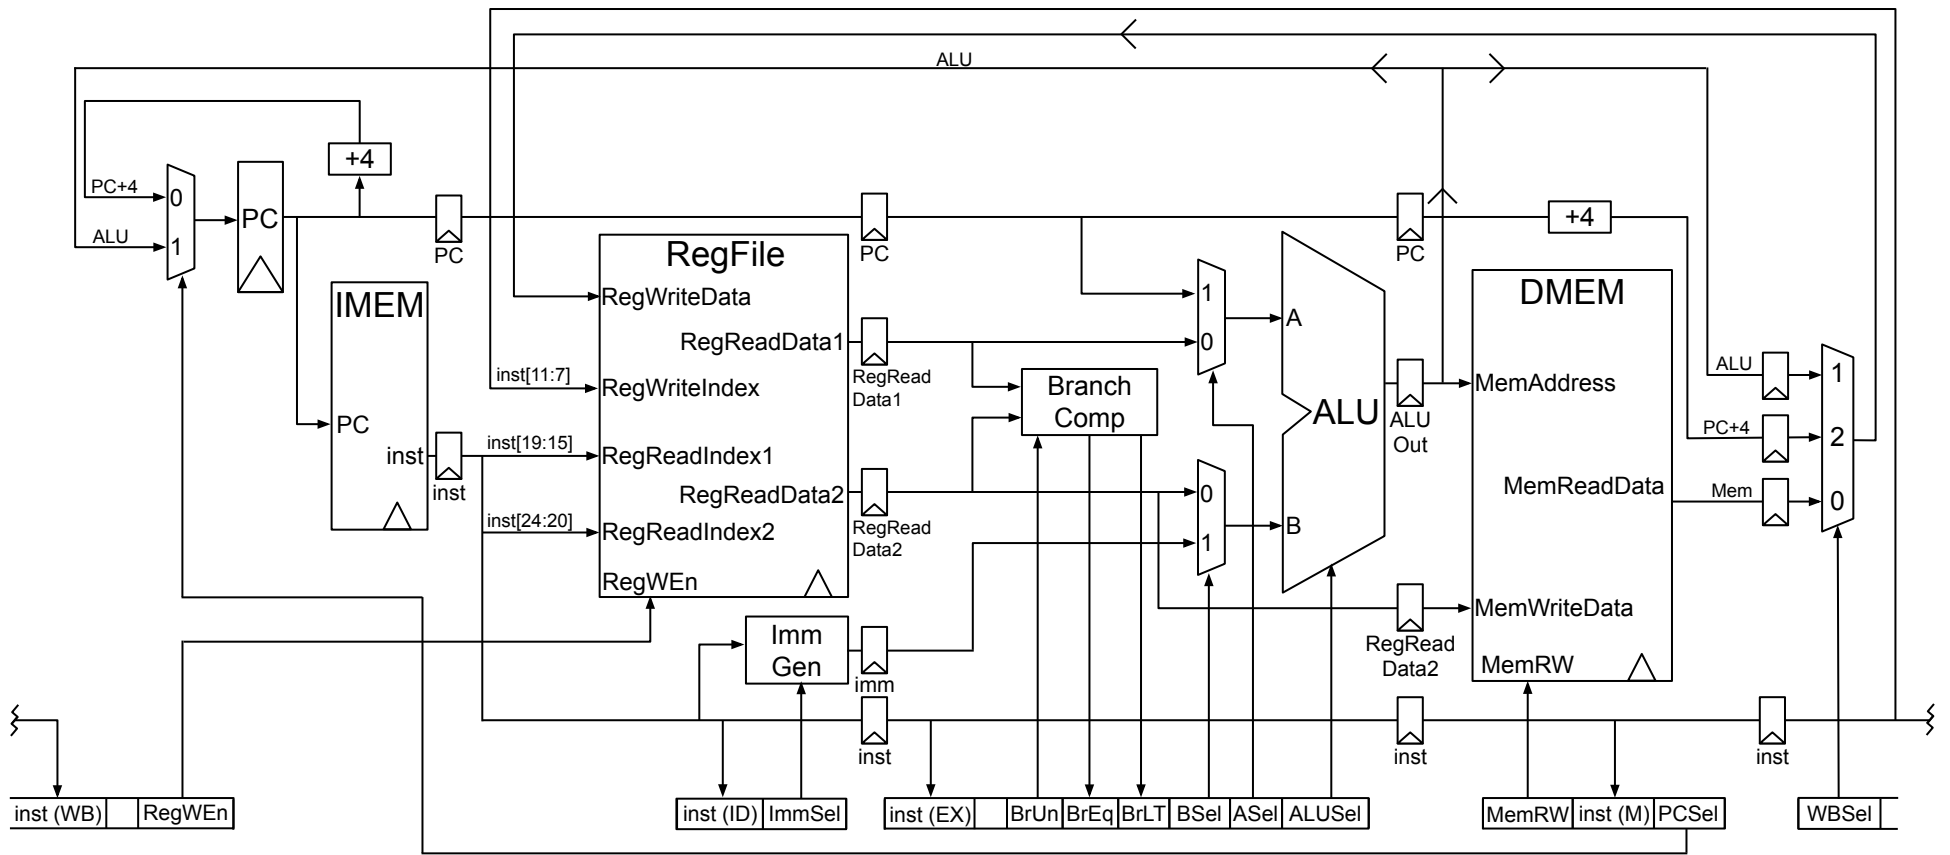 ALU
+4
PC+4
0
PC
ALU
1
+4
PC
PC
PC
RegFile
RegWriteData
RegReadData1
inst[11:7]
RegWriteIndex
inst[19:15]
RegReadIndex1
RegReadData2
inst[24:20]
RegReadIndex2
RegWEn
IMEM
PC
inst
inst
RegRead
Data1
RegRead
Data2
Branch
Comp
1
0
0
1
A
ALU
B
ALU
Out
DMEM
MemAddress
MemReadData
MemWriteData
MemRW
RegRead
Data2
ALU
1
PC+4
2
Mem
0
Imm
Gen
imm
inst
inst
inst
inst (WB)
RegWEn
inst (ID)
ImmSel
inst (EX)
BrUn
BrEq
BrLT
BSel
ASel
ALUSel
MemRW
inst (M)
PCSel
WBSel